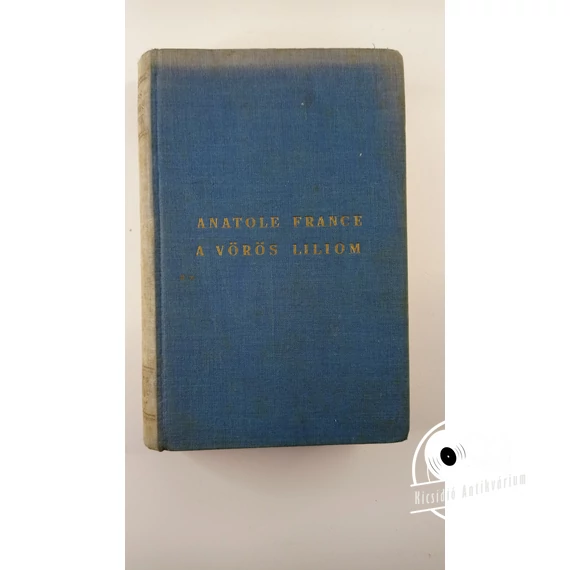 ANATOLE FRANCE
A VÖRÖS LILIOM
Ricsidió Antikvárium